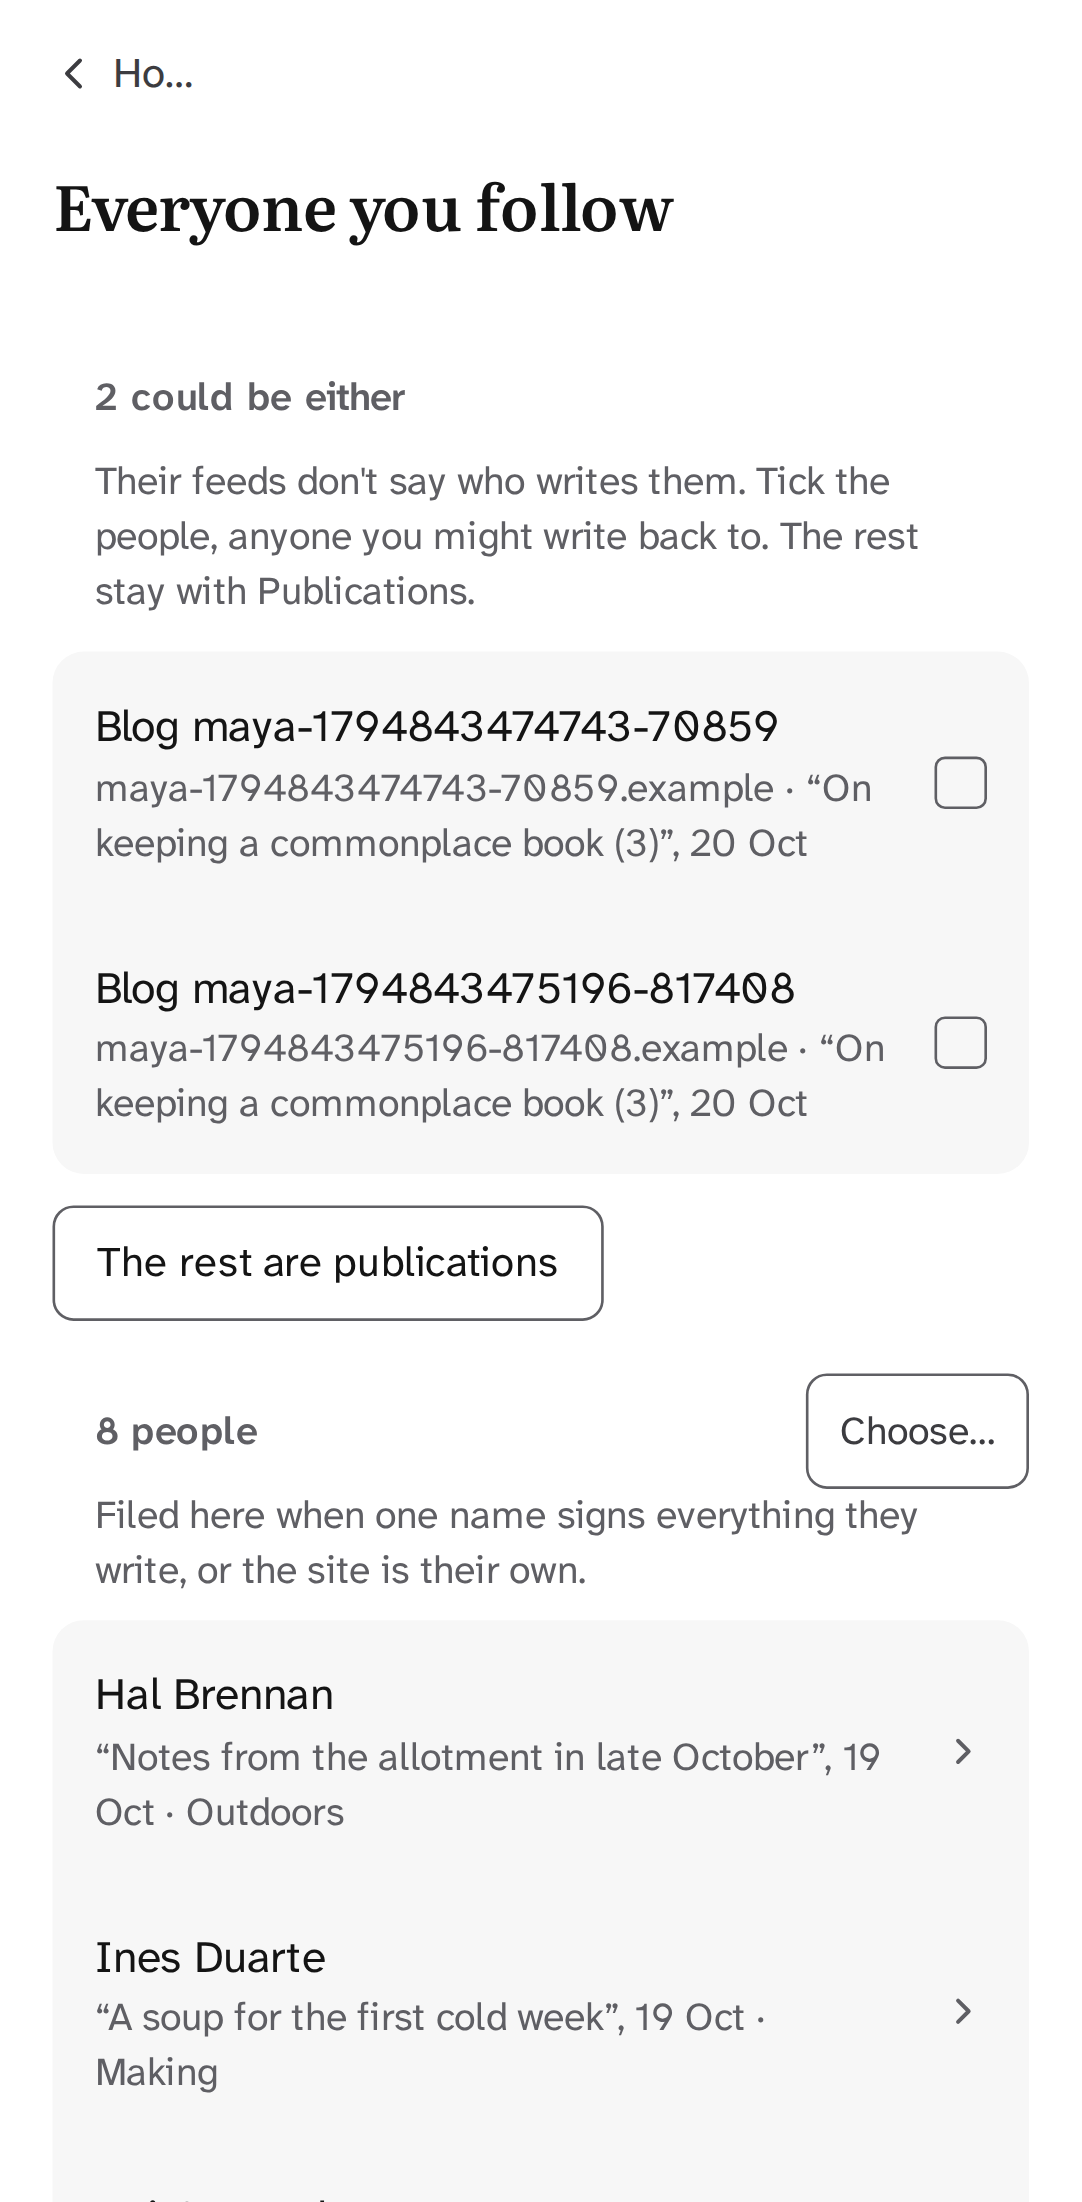 Ho...
Everyone you follow
2 could be either
Their feeds don't say who writes them. Tick the
people, anyone you might write back to. The rest
stay with Publications.
Blog maya-1794843474743-70859
maya-1794843474743-70859.example · “On
keeping a commonplace book (3)”, 20 Oct
Blog maya-1794843475196-817408
maya-1794843475196-817408.example · “On
keeping a commonplace book (3)”, 20 Oct
The rest are publications
8 people
Choose...
Filed here when one name signs everything they
write, or the site is their own.
Hal Brennan
“Notes from the allotment in late October”, 19
Oct · Outdoors
Ines Duarte
“A soup for the first cold week”, 19 Oct ·
Making